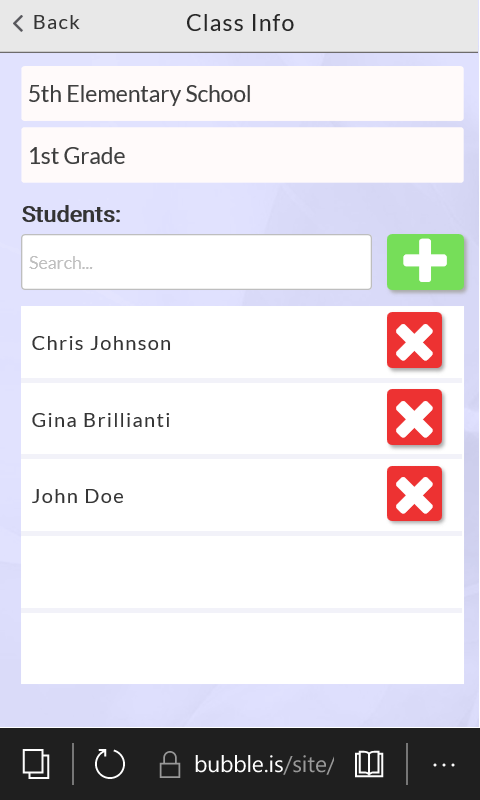 Back
Class Info
5th Elementary School
1st Grade
Students:
Search...
Chris Johnson
Gina Brillianti
John Doe
bubble.is/site/